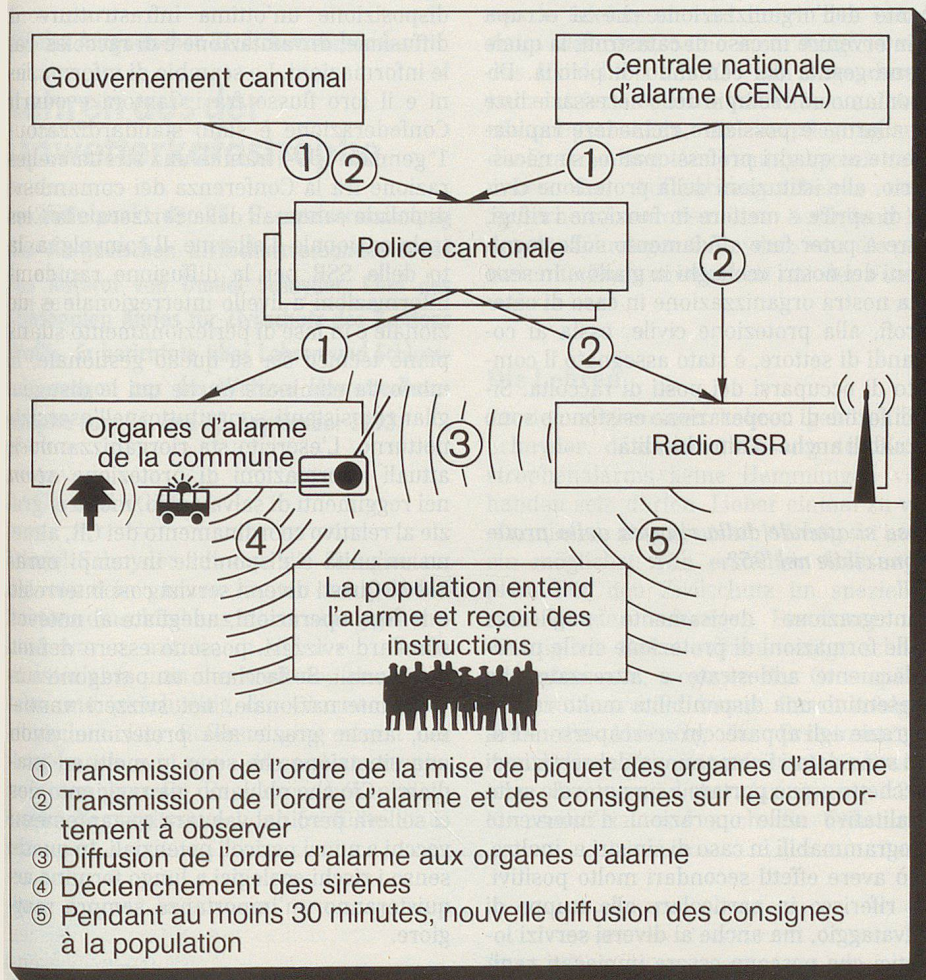 Gouvernement cantonal
Centrale nationale
d'alarme (CENAL)
1
2
1
Police cantonale
2
1
2
Organes d'alarme
de la commune
3
Radio RSR
4
5
La population entend
l'alarme et reçoit des
instructions
1 Transmission de l'ordre de la mise de piquet des organes d'alarme
2 Transmission de l'ordre d'alarme et des consignes sur le compor-
tement à observer
3 Diffusion de l'ordre d'alarme aux organes d'alarme
4 Déclenchement des sirènes
5 Pendant au moins 30 minutes, nouvelle diffusion des consignes
à la population